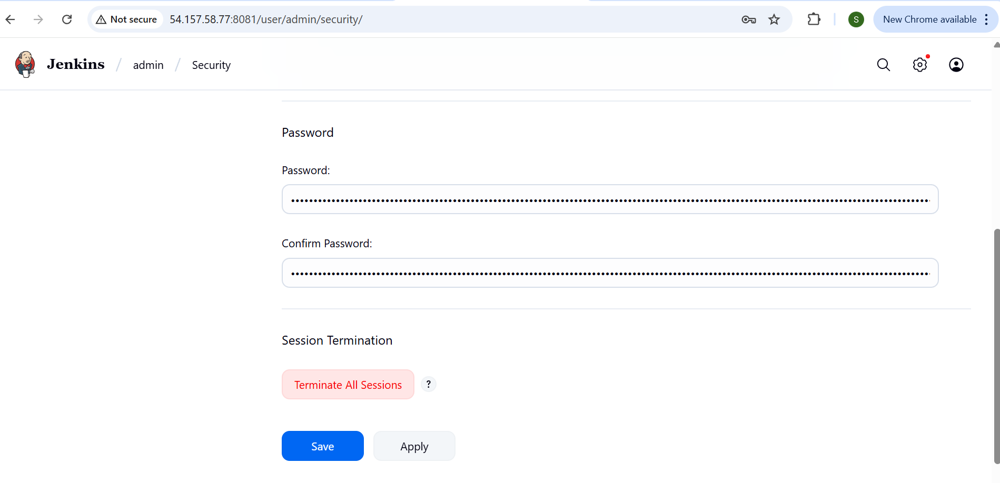 Not secure 54.157.58.77:8081/user/admin/security/ S New Chrome available
Jenkins / admin / Security
Password
Password:
••••••••••••••••••••••••••••••••••••••••••••••••••••••••••••••••••••••••••••••••••••••••••••••••••••••••••••••••••••••••••••••••••••••••••••
Confirm Password:
••••••••••••••••••••••••••••••••••••••••••••••••••••••••••••••••••••••••••••••••••••••••••••••••••••••••••••••••••••••••••••••••••••••••••••
Session Termination
Terminate All Sessions ?
Save Apply